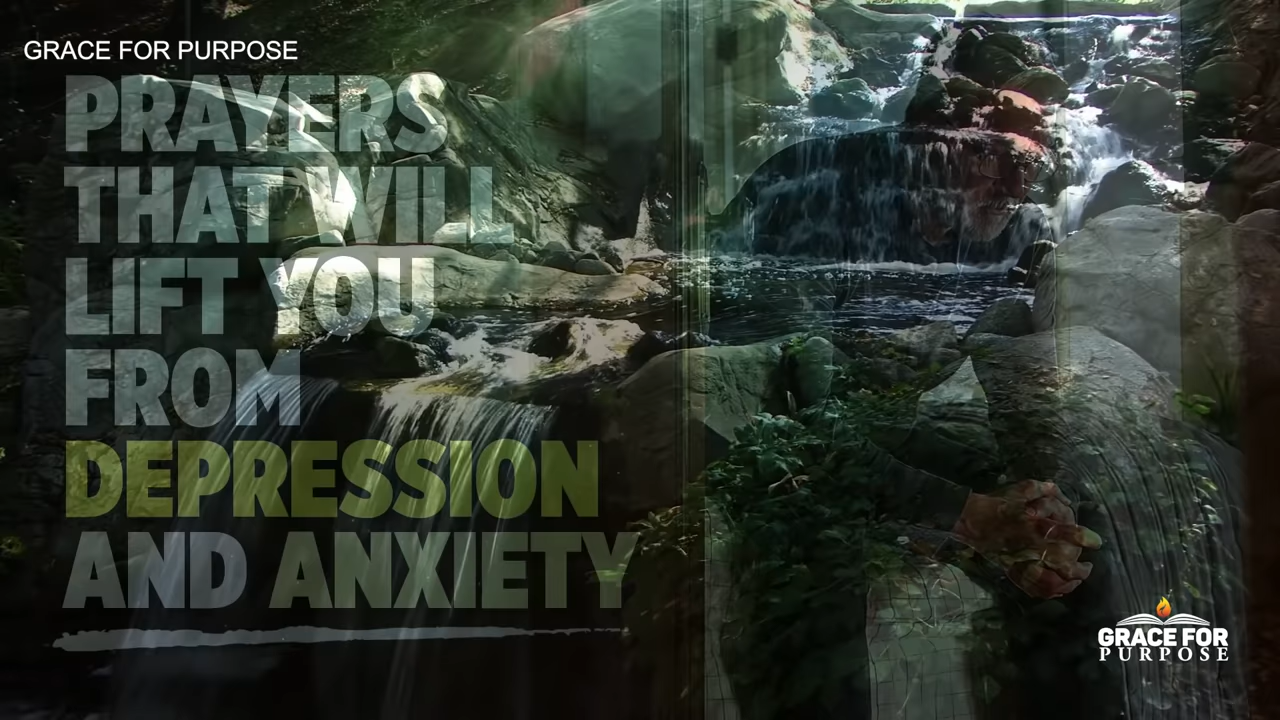 GRACE FOR PURPOSE
PRAYERS
THAT WILL
LIFT YOU
FROM
DEPRESSION
AND ANXIETY
GRACE FOR
PURPOSE